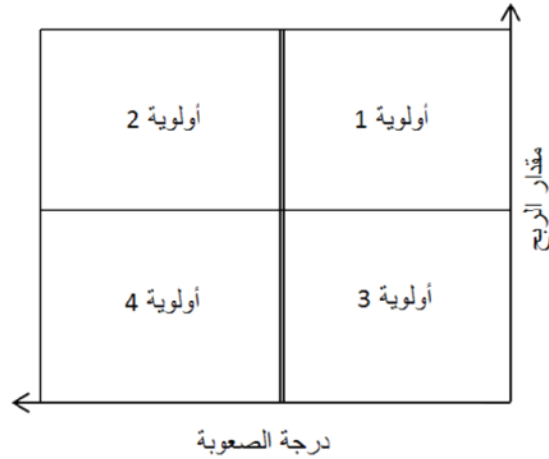 أولوية 1
أولوية 2
مقدار الربح
أولوية 3
أولوية 4
درجة الصعوبة